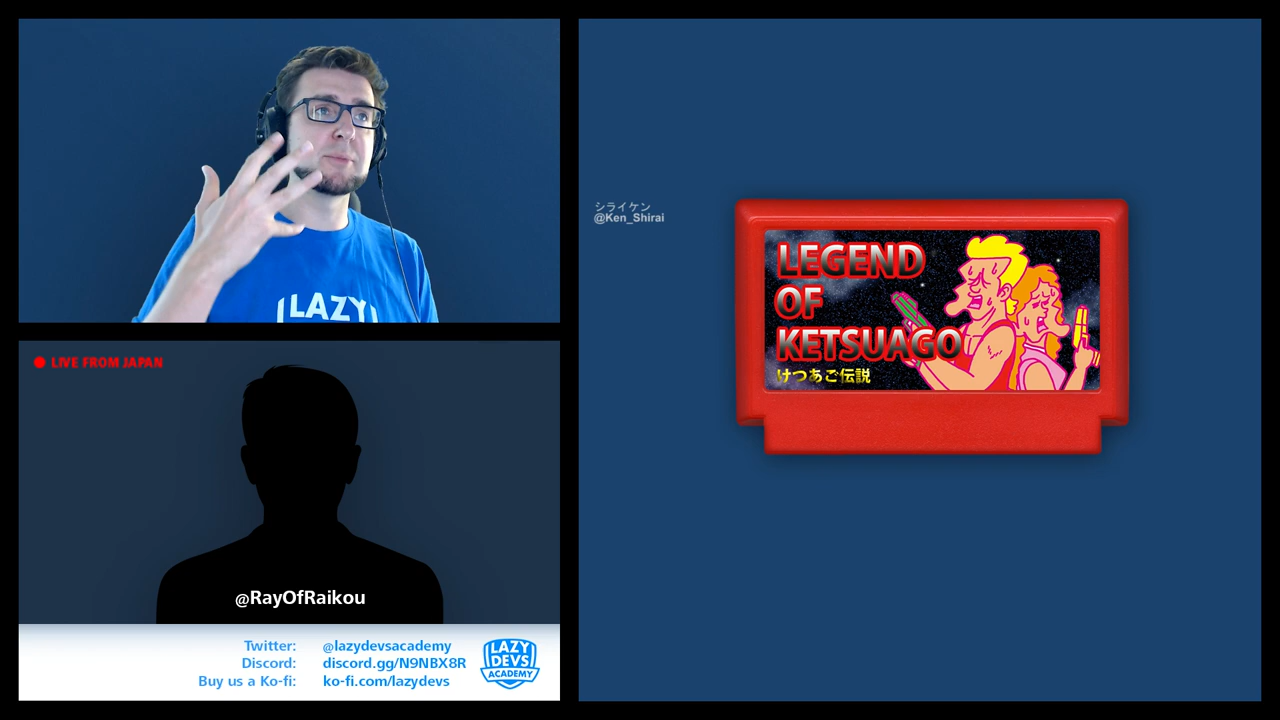 LAZY
LIVE FROM JAPAN
@RayOfRaikou
Twitter: @lazydevsacademy
Discord: discord.gg/N9NBX8R
Buy us a Ko-fi: ko-fi.com/lazydevs
LAZY
DEVS
ACADEMY
シライケン
@Ken_Shirai
LEGEND
OF
KETSUAGO
けつあご伝説